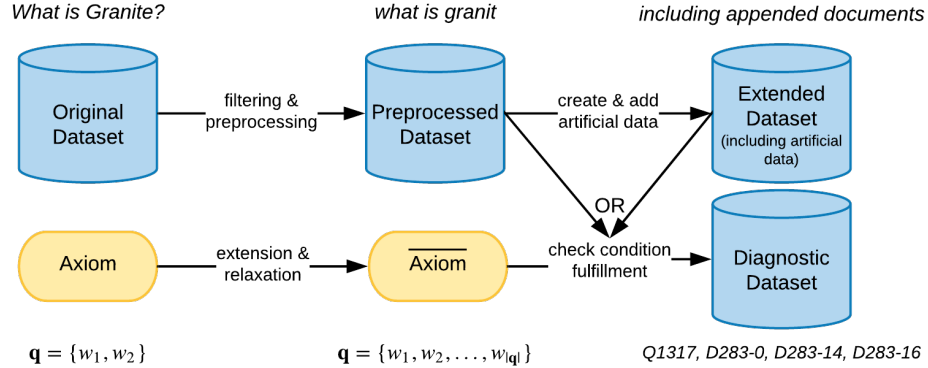 What is Granite?
what is granit
including appended documents
Original
Dataset
filtering &
preprocessing
Preprocessed
Dataset
create & add
artificial data
Extended
Dataset
(including artificial
data)
OR
Axiom
extension &
relaxation
Axiom
check condition
fulfillment
Diagnostic
Dataset
q = {w₁, w₂}
q = {w₁, w₂, . . . , w|q|}
Q1317, D283-0, D283-14, D283-16